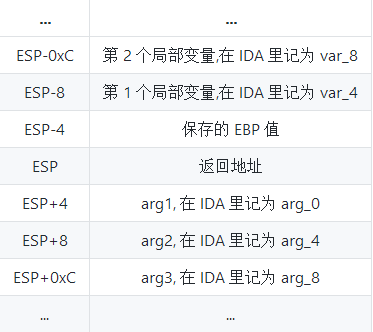 ... ...
ESP-0xC 第 2 个局部变量,在 IDA 里记为 var_8
ESP-8 第 1 个局部变量,在 IDA 里记为 var_4
ESP-4 保存的 EBP 值
ESP 返回地址
ESP+4 arg1, 在 IDA 里记为 arg_0
ESP+8 arg2, 在 IDA 里记为 arg_4
ESP+0xC arg3, 在 IDA 里记为 arg_8
... ...